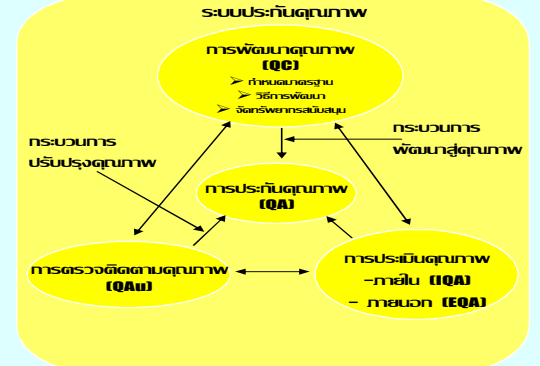 ระบบประกันคุณภาพ
การพัฒนาคุณภาพ
(QC)
➢ กำหนดมาตรฐาน
➢ วิธีการพัฒนา
➢ จัดทรัพยากรสนับสนุน
กระบวนการ
ปรับปรุงคุณภาพ
กระบวนการ
พัฒนาสู่คุณภาพ
การประกันคุณภาพ
(QA)
การตรวจติดตามคุณภาพ
(QAu)
การประเมินคุณภาพ
-ภายใน (IQA)
- ภายนอก (EQA)